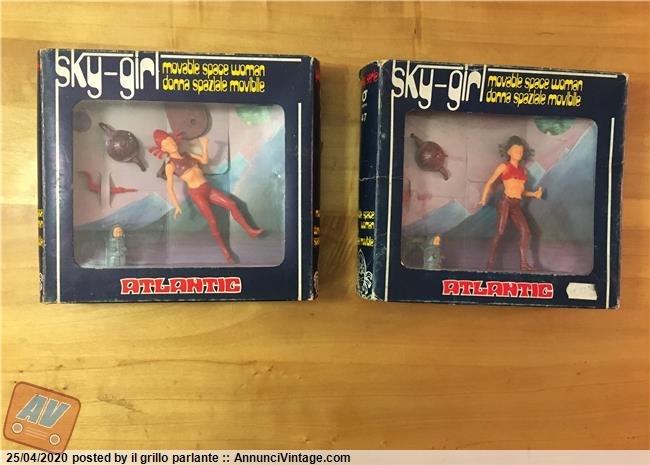 sky-girl
movable space woman
donna spaziale movibile
ATLANTIC
sky-girl
movable space woman
donna spaziale movibile
47
ATLANTIC
AV
25/04/2020 posted by il grillo parlante :: AnnunciVintage.com